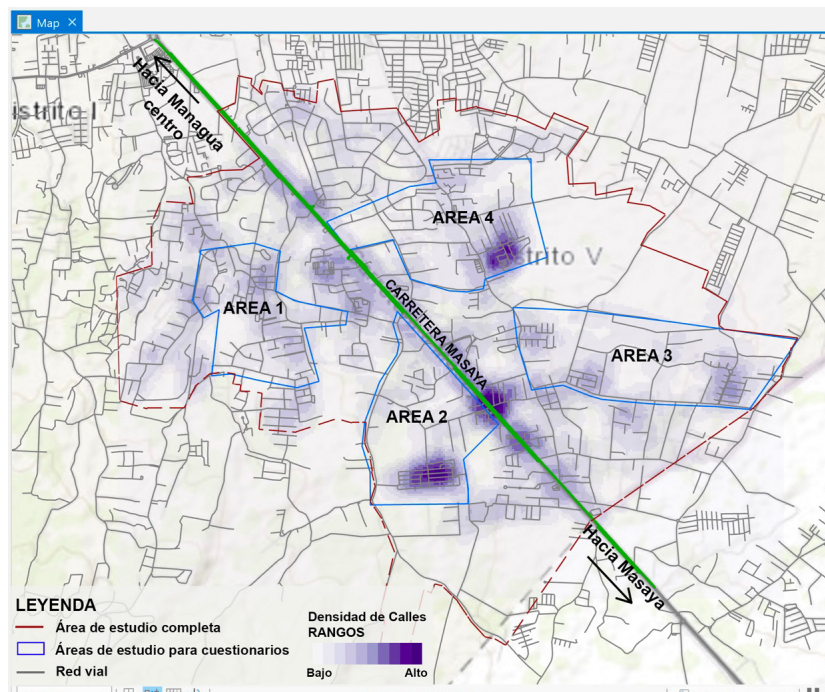 Map
Hacia Managua
centro
istrito I
AREA 4
strito V
AREA 1
CARRETERA MASAYA
AREA 3
AREA 2
Hacia Masaya
LEYENDA
Área de estudio completa
Áreas de estudio para cuestionarios
Red vial
Densidad de Calles
RANGOS
Bajo
Alto